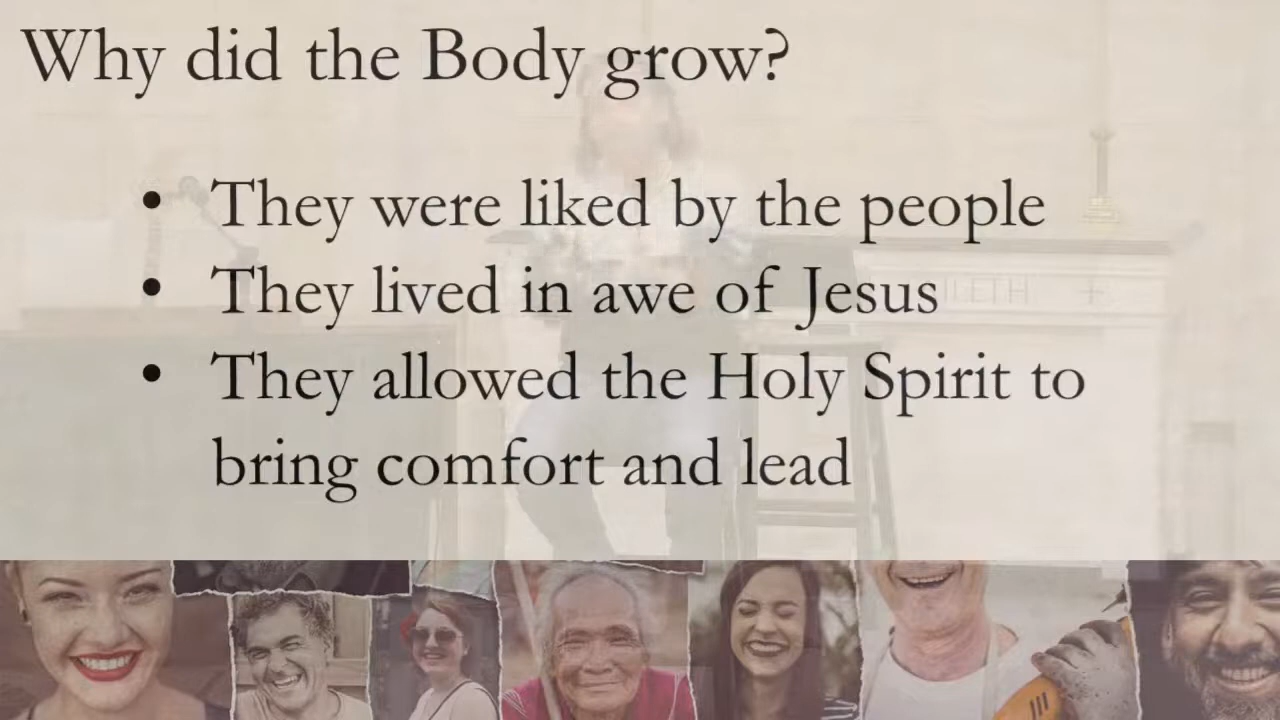 Why did the Body grow?
• They were liked by the people
• They lived in awe of Jesus
• They allowed the Holy Spirit to
bring comfort and lead